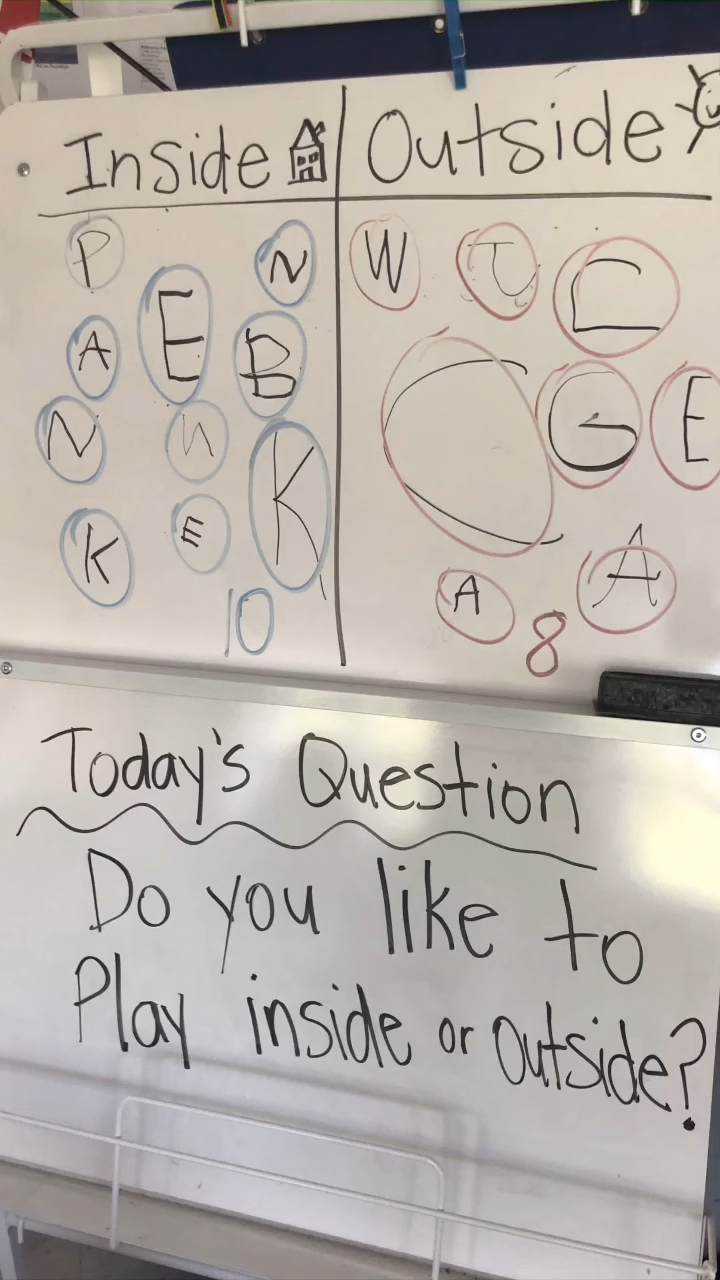 Inside
Outside
P
N
E
A
B
N
N
K
E
K
10
W
J
C
C
G
E
A
A
8
Today's Question
Do you like to
Play inside or outside?